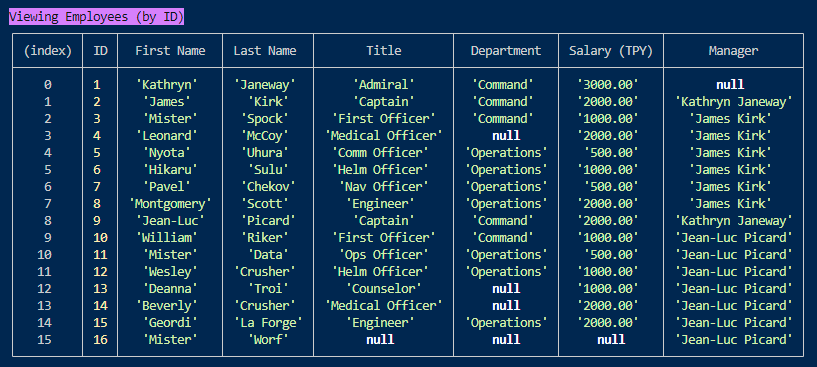 Viewing Employees (by ID)
(index) ID First Name Last Name Title Department Salary (TPY) Manager
0 1 'Kathryn' 'Janeway' 'Admiral' 'Command' '3000.00' null
1 2 'James' 'Kirk' 'Captain' 'Command' '2000.00' 'Kathryn Janeway'
2 3 'Mister' 'Spock' 'First Officer' 'Command' '1000.00' 'James Kirk'
3 4 'Leonard' 'McCoy' 'Medical Officer' null '2000.00' 'James Kirk'
4 5 'Nyota' 'Uhura' 'Comm Officer' 'Operations' '500.00' 'James Kirk'
5 6 'Hikaru' 'Sulu' 'Helm Officer' 'Operations' '1000.00' 'James Kirk'
6 7 'Pavel' 'Chekov' 'Nav Officer' 'Operations' '500.00' 'James Kirk'
7 8 'Montgomery' 'Scott' 'Engineer' 'Operations' '2000.00' 'James Kirk'
8 9 'Jean-Luc' 'Picard' 'Captain' 'Command' '2000.00' 'Kathryn Janeway'
9 10 'William' 'Riker' 'First Officer' 'Command' '1000.00' 'Jean-Luc Picard'
10 11 'Mister' 'Data' 'Ops Officer' 'Operations' '500.00' 'Jean-Luc Picard'
11 12 'Wesley' 'Crusher' 'Helm Officer' 'Operations' '1000.00' 'Jean-Luc Picard'
12 13 'Deanna' 'Troi' 'Counselor' null '1000.00' 'Jean-Luc Picard'
13 14 'Beverly' 'Crusher' 'Medical Officer' null '2000.00' 'Jean-Luc Picard'
14 15 'Geordi' 'La Forge' 'Engineer' 'Operations' '2000.00' 'Jean-Luc Picard'
15 16 'Mister' 'Worf' null null null 'Jean-Luc Picard'